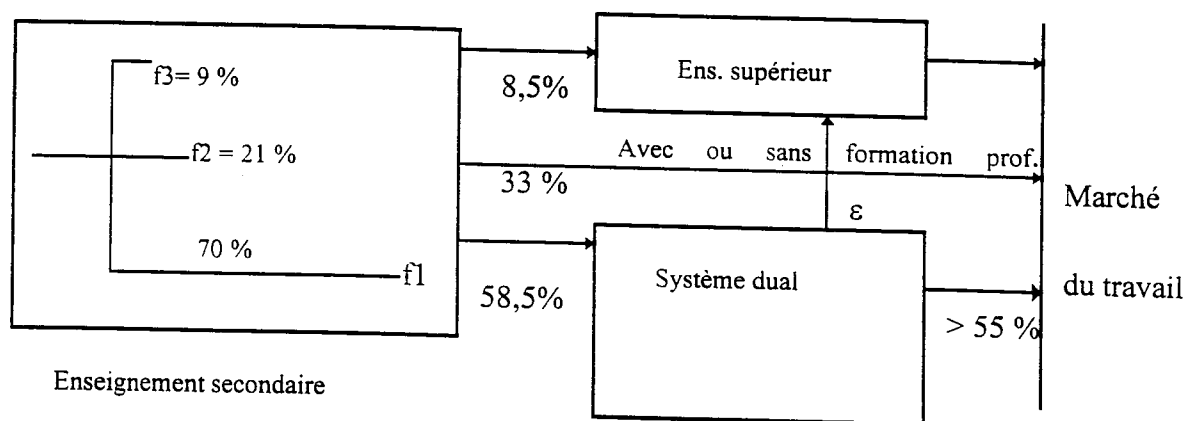 f3= 9 %
f2 = 21 %
70 %
f1
Enseignement secondaire
8,5%
33 %
58,5%
Ens. supérieur
Avec ou sans formation prof.
ε
Système dual
> 55 %
Marché
du travail